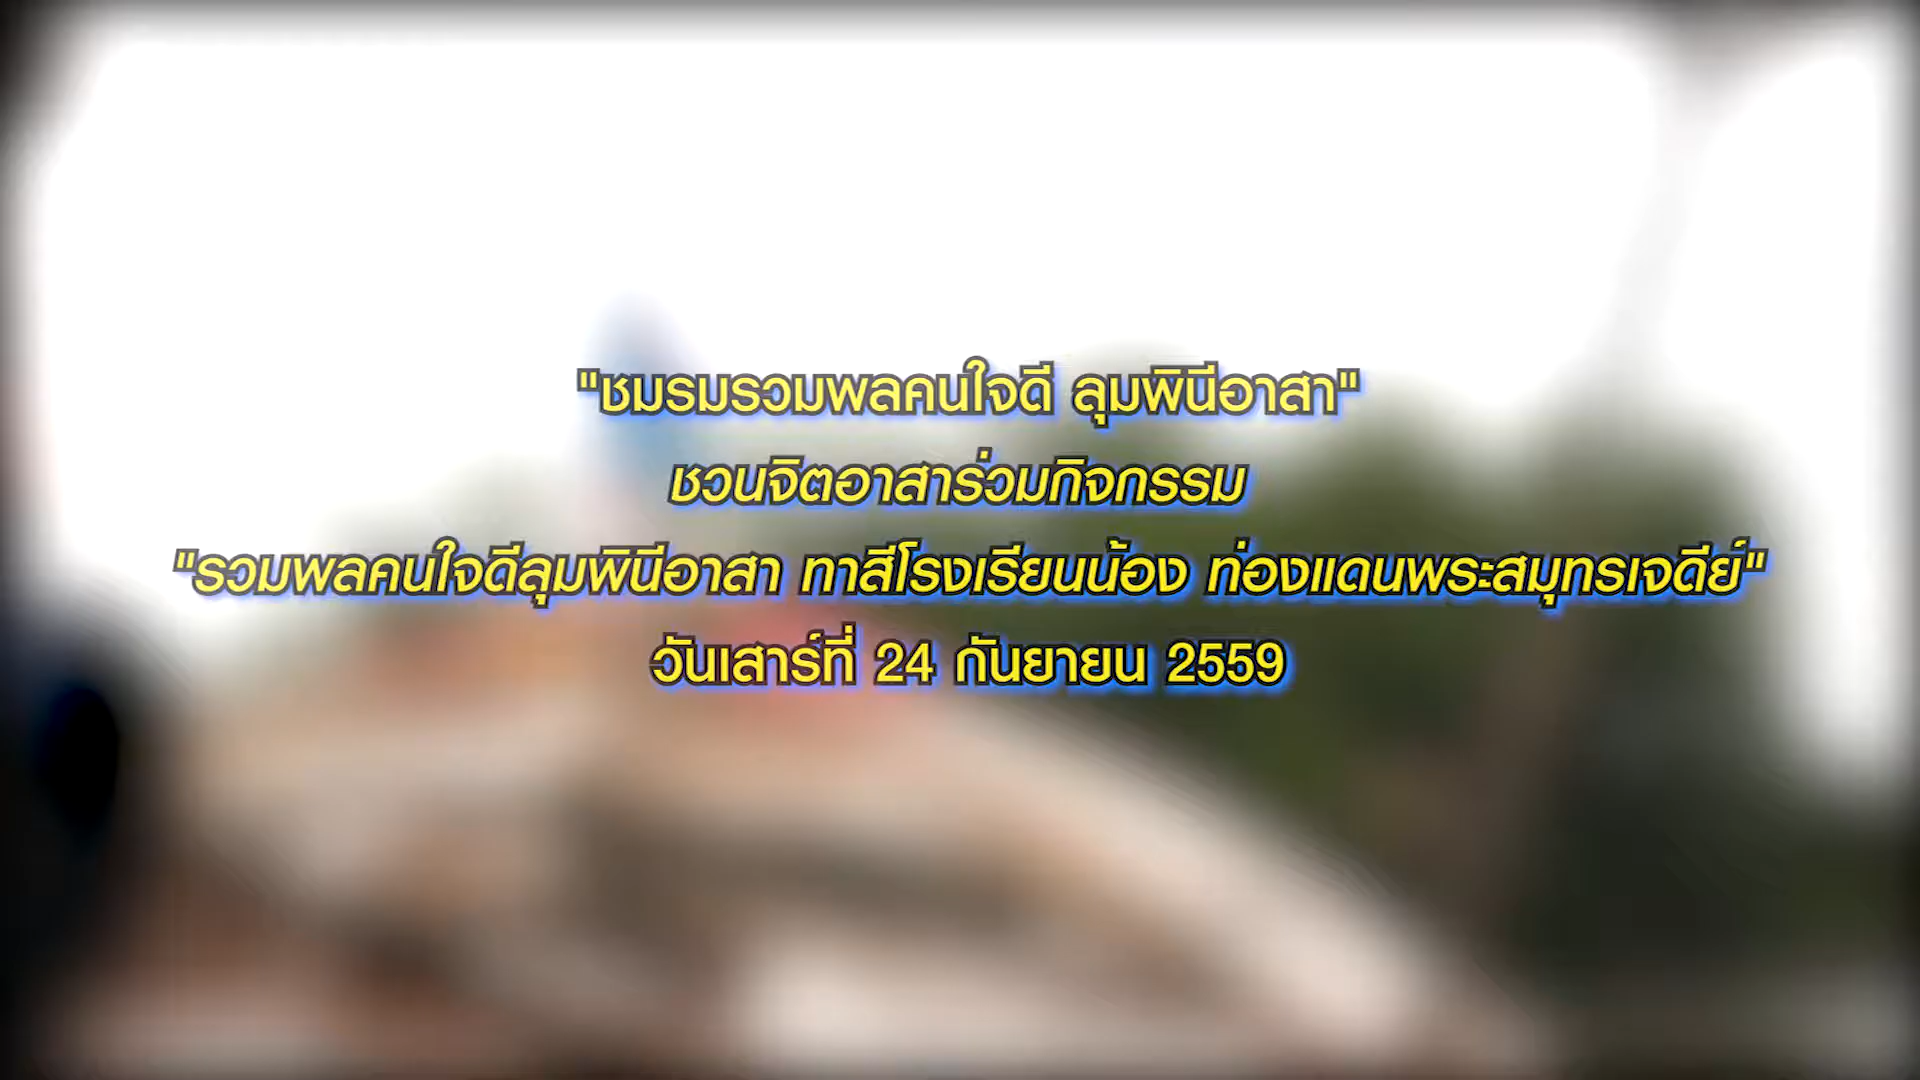 "ชมรมรวมพลคนใจดี ลุมพินีอาสา"
ชวนจิตอาสาร่วมกิจกรรม
"รวมพลคนใจดีลุมพินีอาสา ทาสีโรงเรียนน้อง ท่องแดนพระสมุทรเจดีย์"
วันเสาร์ที่ 24 กันยายน 2559